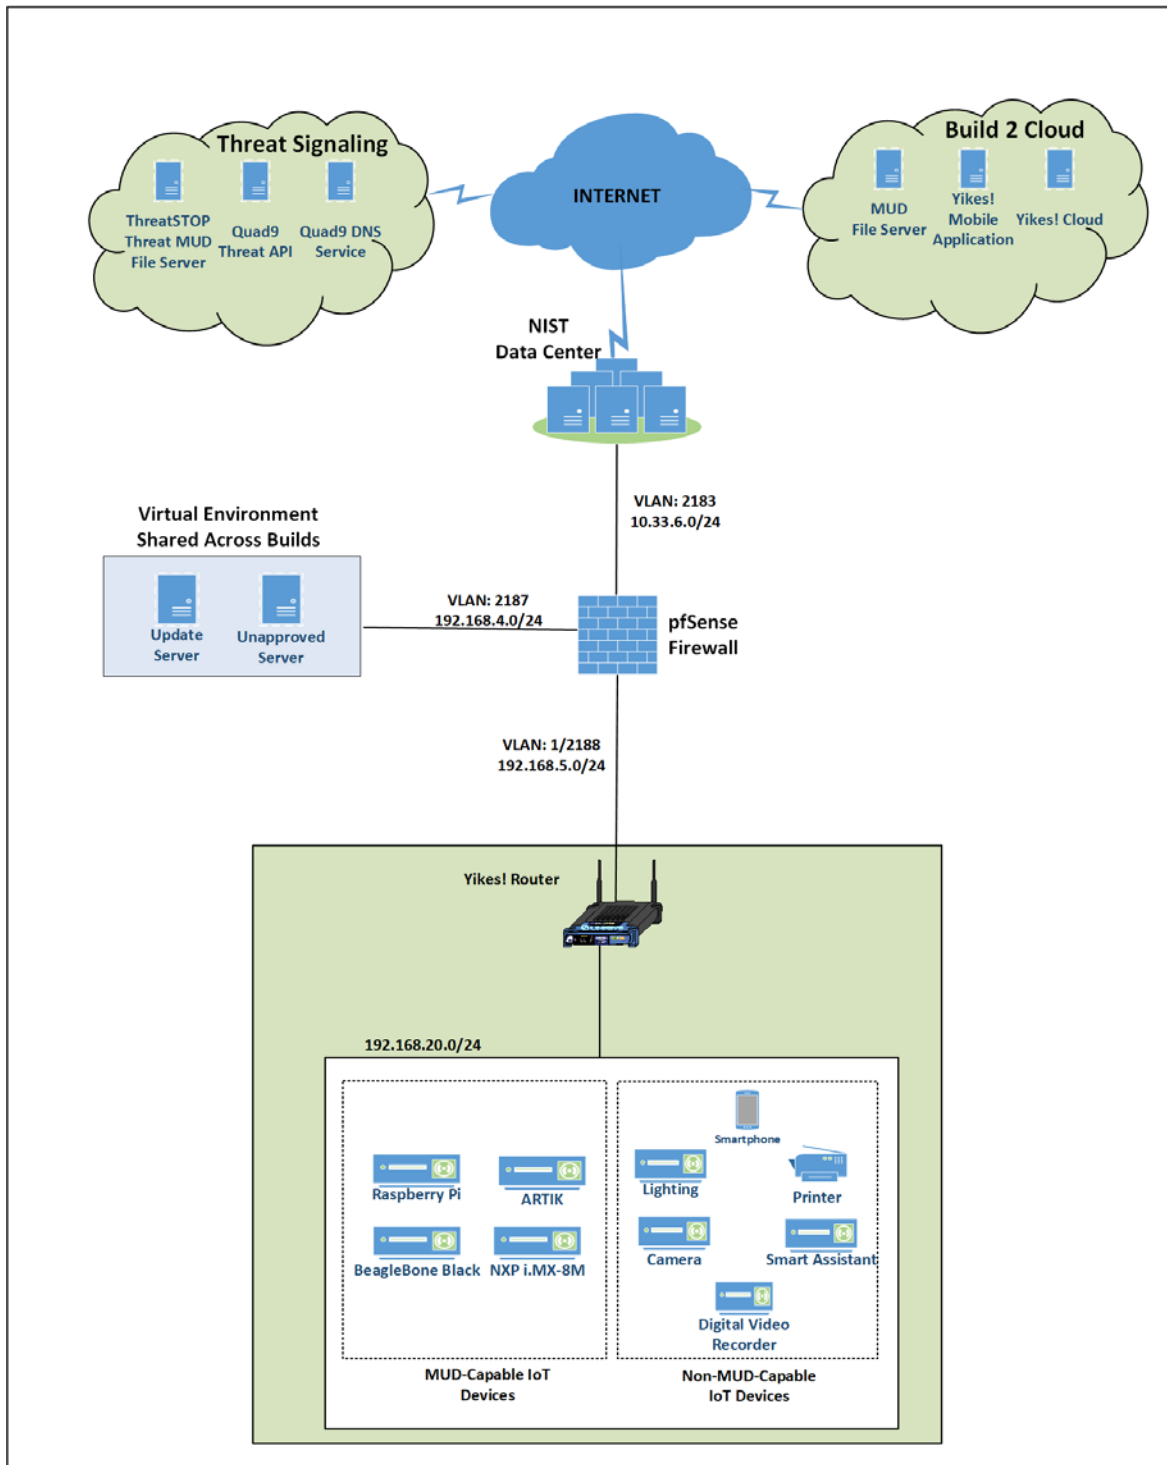 Threat Signaling
ThreatSTOP
Threat MUD
File Server
Quad9
Threat API
Quad9 DNS
Service
INTERNET
Build 2 Cloud
MUD
File Server
Yikes!
Mobile
Application
Yikes! Cloud
NIST
Data Center
VLAN: 2183
10.33.6.0/24
Virtual Environment
Shared Across Builds
Update
Server
Unapproved
Server
VLAN: 2187
192.168.4.0/24
pfSense
Firewall
VLAN: 1/2188
192.168.5.0/24
Yikes! Router
192.168.20.0/24
Raspberry Pi
ARTIK
BeagleBone Black
NXP i.MX-8M
MUD-Capable IoT
Devices
Smartphone
Lighting
Printer
Camera
Smart Assistant
Digital Video
Recorder
Non-MUD-Capable
IoT Devices